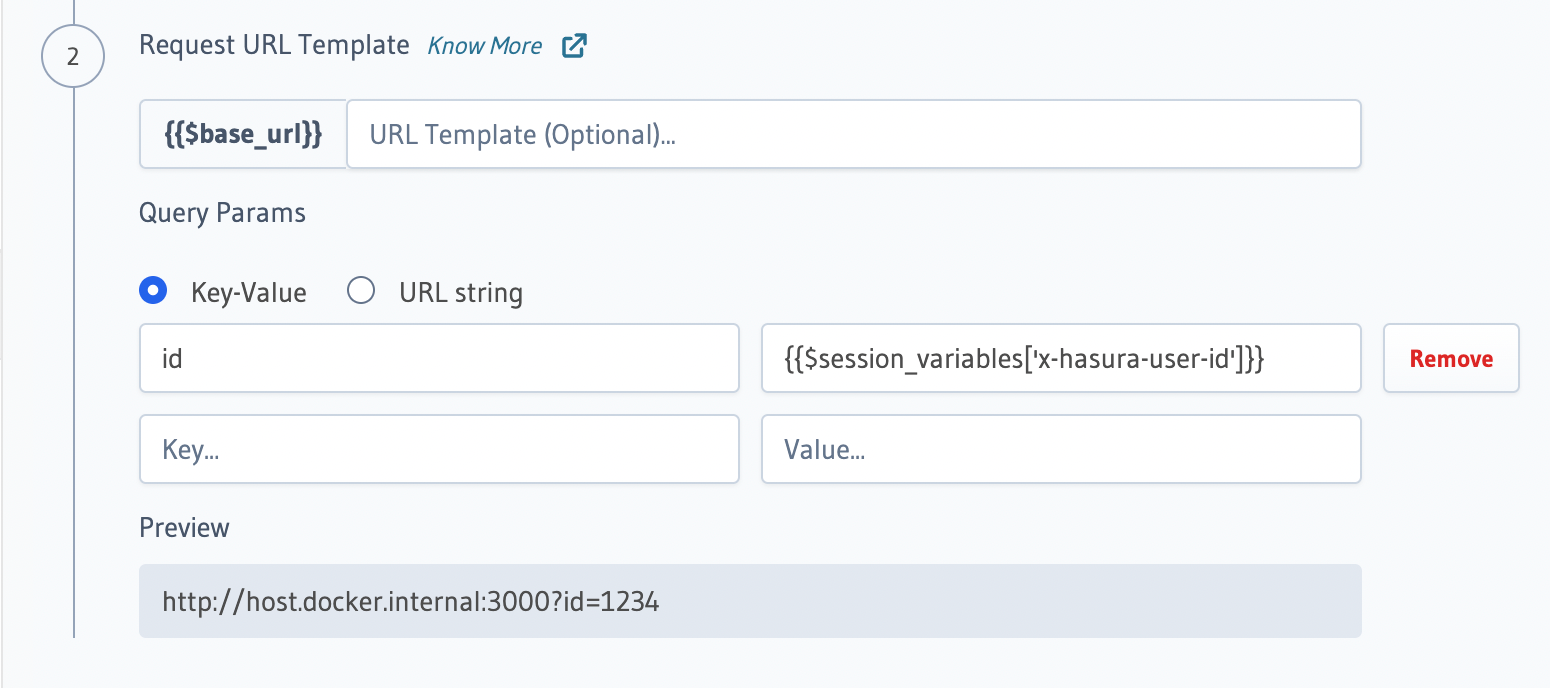 2
Request URL Template Know More
{{$base_url}} URL Template (Optional)...
Query Params
Key-Value URL string
id {{$session_variables['x-hasura-user-id']}} Remove
Key... Value...
Preview
http://host.docker.internal:3000?id=1234